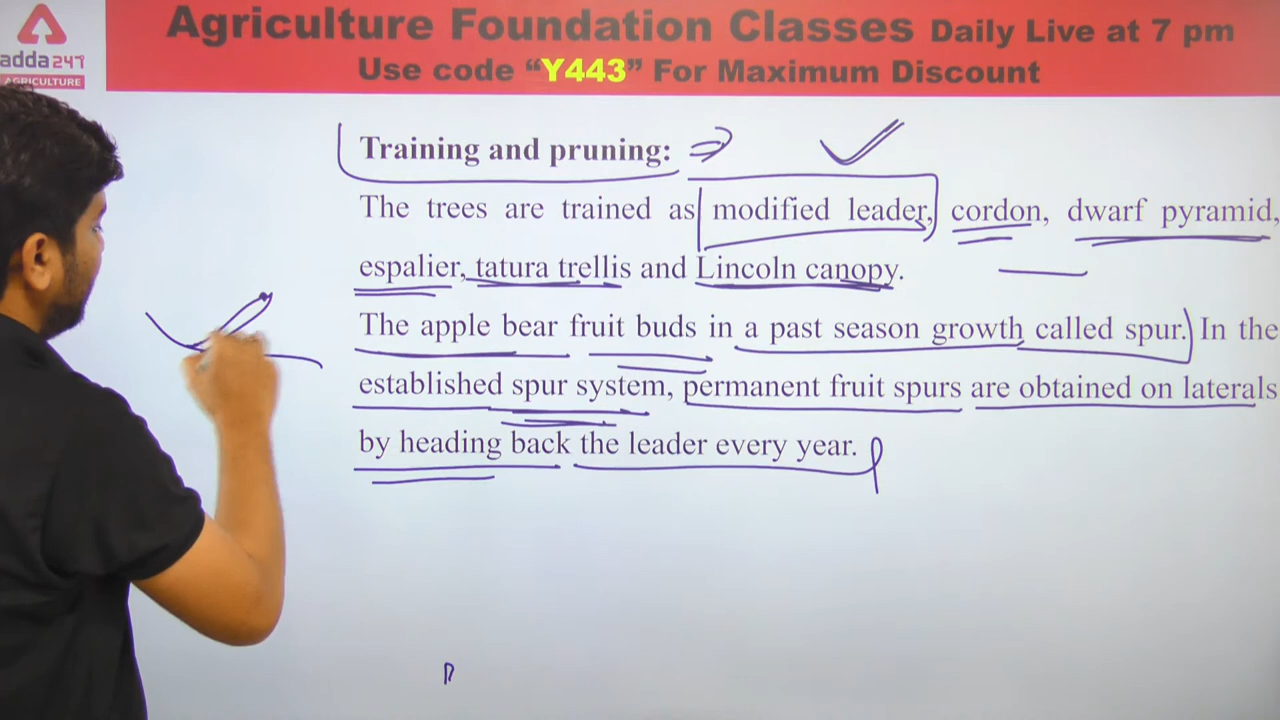 Agriculture Foundation Classes Daily Live at 7 pm
adda247
AGRICULTURE
Use code “Y443” For Maximum Discount
Training and pruning:
The trees are trained as modified leader, cordon, dwarf pyramid,
espalier, tatura trellis and Lincoln canopy.
The apple bear fruit buds in a past season growth called spur. In the
established spur system, permanent fruit spurs are obtained on laterals
by heading back the leader every year.